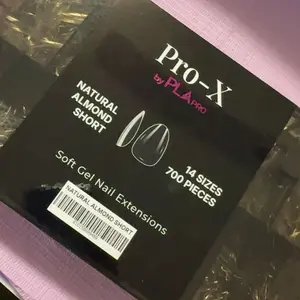 Pro-X
by PLA PRO
NATURAL
ALMOND
SHORT
14 SIZES
700 PIECES
Soft Gel Nail Extensions
NATURAL ALMOND SHORT